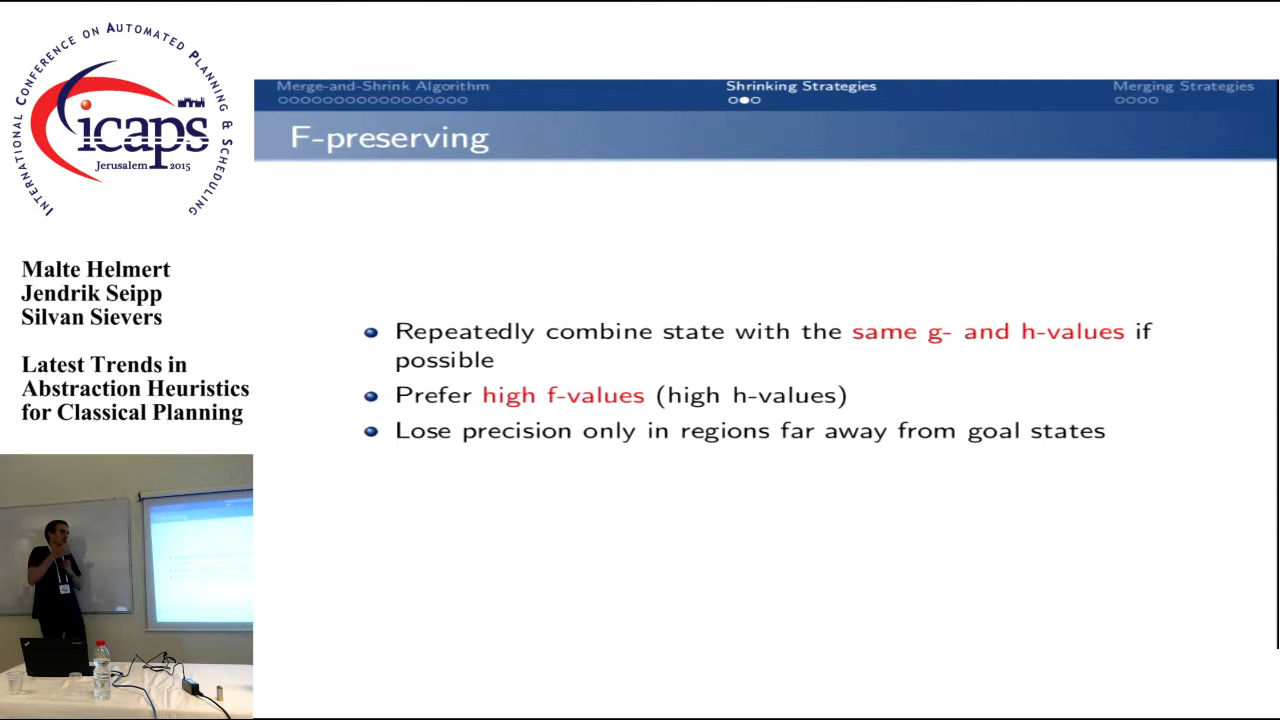 INTERNATIONAL CONFERENCE ON AUTOMATED PLANNING & SCHEDULING
icaps
Jerusalem 2015
Malte Helmert
Jendrik Seipp
Silvan Sievers
Latest Trends in
Abstraction Heuristics
for Classical Planning
Merge-and-Shrink Algorithm
Shrinking Strategies
Merging Strategies
F-preserving
Repeatedly combine state with the same g- and h-values if
possible
Prefer high f-values (high h-values)
Lose precision only in regions far away from goal states